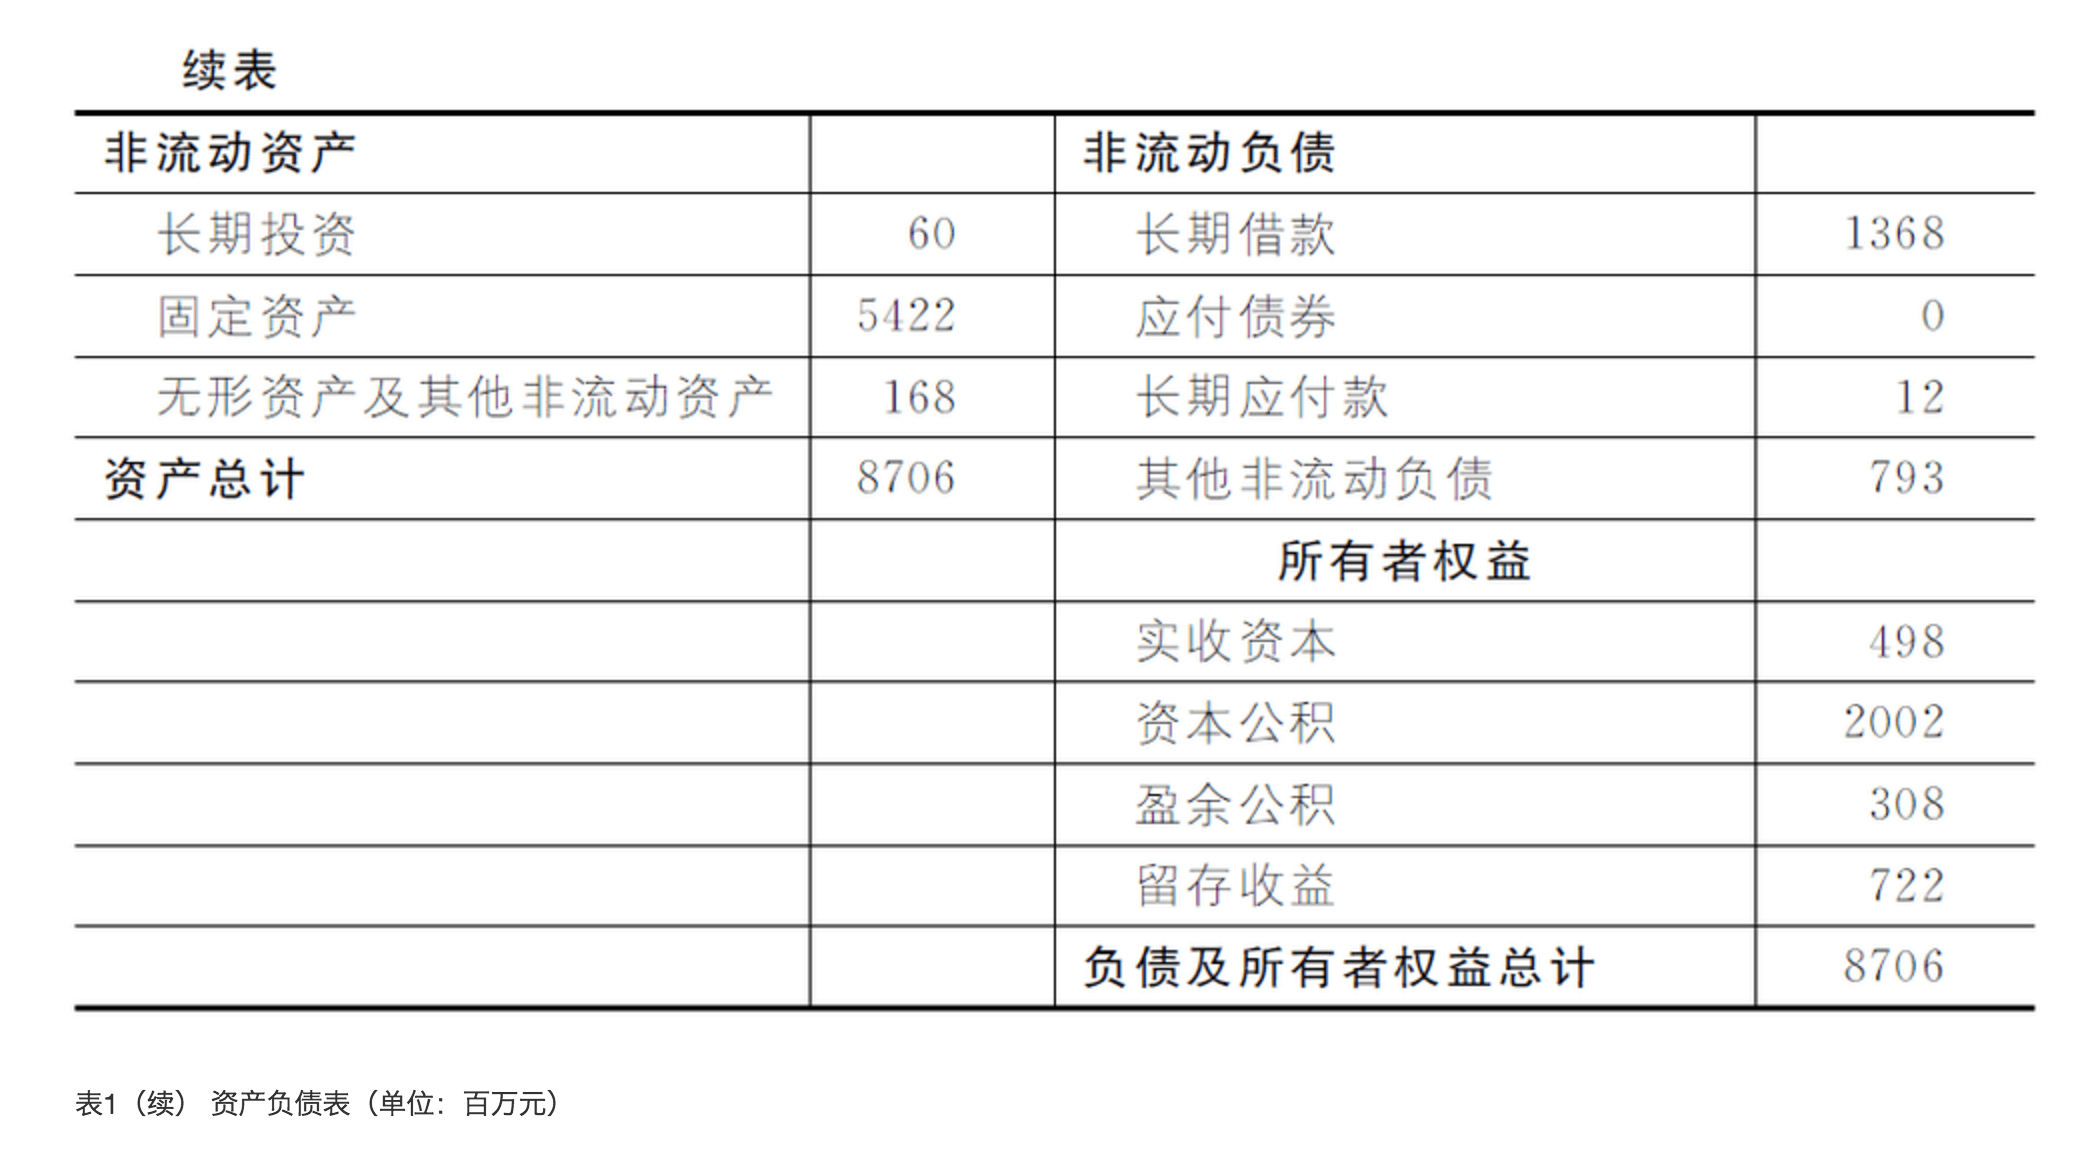 续表
非流动资产 非流动负债
长期投资 60 长期借款 1368
固定资产 5422 应付债券 0
无形资产及其他非流动资产 168 长期应付款 12
资产总计 8706 其他非流动负债 793
所有者权益
实收资本 498
资本公积 2002
盈余公积 308
留存收益 722
负债及所有者权益总计 8706
表1（续） 资产负债表（单位：百万元）